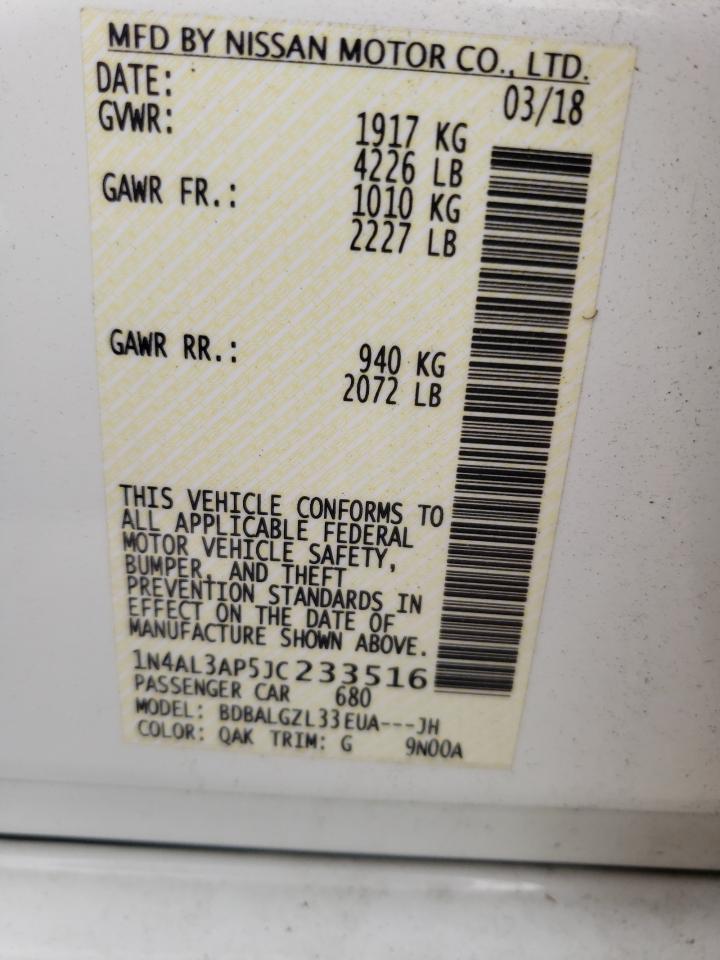 MFD BY NISSAN MOTOR CO., LTD.
DATE: 03/18
GVWR: 1917 KG
4226 LB
GAWR FR.: 1010 KG
2227 LB
GAWR RR.: 940 KG
2072 LB
THIS VEHICLE CONFORMS TO
ALL APPLICABLE FEDERAL
MOTOR VEHICLE SAFETY,
BUMPER, AND THEFT
PREVENTION STANDARDS IN
EFFECT ON THE DATE OF
MANUFACTURE SHOWN ABOVE.
1N4AL3AP5JC233516
PASSENGER CAR 680
MODEL: BDBALGZL33EUA---JH
COLOR: QAK TRIM: G 9N00A